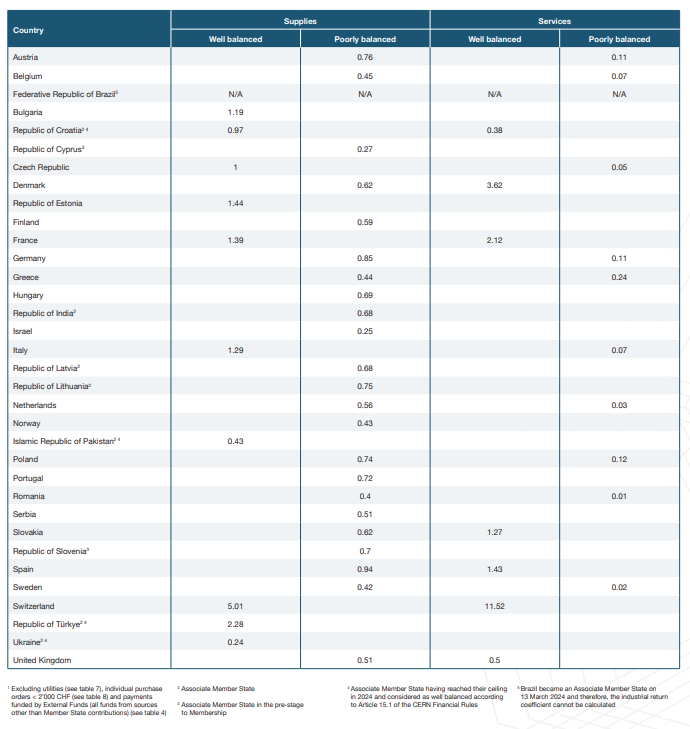 Country Supplies Services
Well balanced Poorly balanced Well balanced Poorly balanced
Austria 0.76 0.11
Belgium 0.45 0.07
Federative Republic of Brazil⁵ N/A N/A N/A N/A
Bulgaria 1.19
Republic of Croatia² ⁴ 0.97 0.38
Republic of Cyprus³ 0.27
Czech Republic 1 0.05
Denmark 0.62 3.62
Republic of Estonia 1.44
Finland 0.59
France 1.39 2.12
Germany 0.85 0.11
Greece 0.44 0.24
Hungary 0.69
Republic of India² 0.68
Israel 0.25
Italy 1.29 0.07
Republic of Latvia² 0.68
Republic of Lithuania² 0.75
Netherlands 0.56 0.03
Norway 0.43
Islamic Republic of Pakistan² ⁴ 0.43
Poland 0.74 0.12
Portugal 0.72
Romania 0.4 0.01
Serbia 0.51
Slovakia 0.62 1.27
Republic of Slovenia³ 0.7
Spain 0.94 1.43
Sweden 0.42 0.02
Switzerland 5.01 11.52
Republic of Türkye² ⁴ 2.28
Ukraine² ⁴ 0.24
United Kingdom 0.51 0.5
¹ Excluding utilities (see table 7), individual purchase
orders < 2'000 CHF (see table 8) and payments
funded by External Funds (all funds from sources
other than Member State contributions) (see table 4)
² Associate Member State
³ Associate Member State in the pre-stage
to Membership
⁴ Associate Member State having reached their ceiling
in 2024 and considered as well balanced according
to Article 15.1 of the CERN Financial Rules
⁵ Brazil became an Associate Member State on
13 March 2024 and therefore, the industrial return
coefficient cannot be calculated